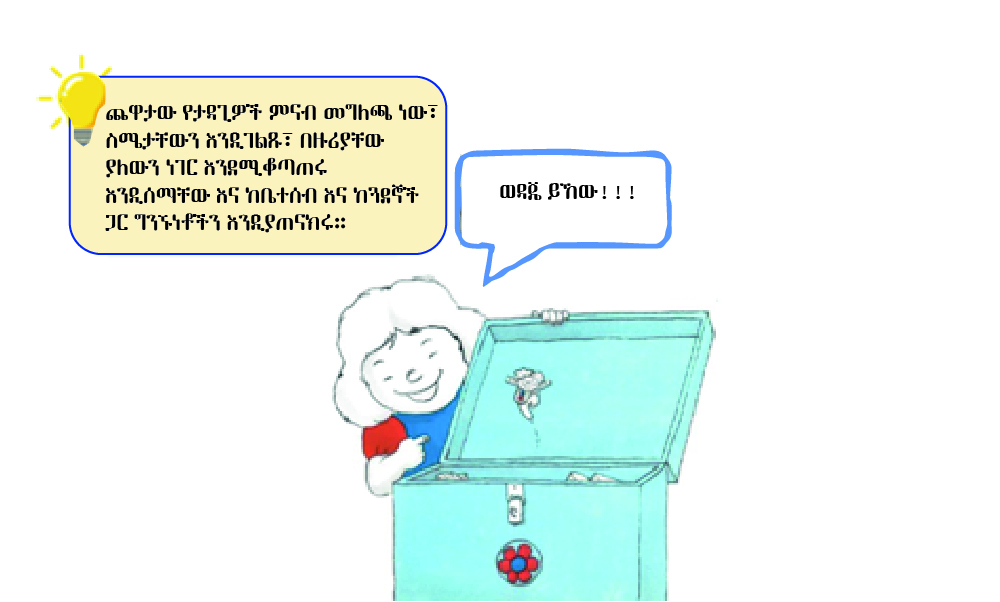 ጨዋታው የታዳጊዎች ምናብ መግለጫ ነው፣
ስሜታቸውን እንዲገልጹ፣ በዙሪያቸው
ያለውን ነገር እንደሚቆጣጠሩ
እንዲሰማቸው እና ከቤተሰብ እና ከጓደኞች
ጋር ግንኙነቶችን እንዲያጠናክሩ።
ወዳጄ ይኸው!!!